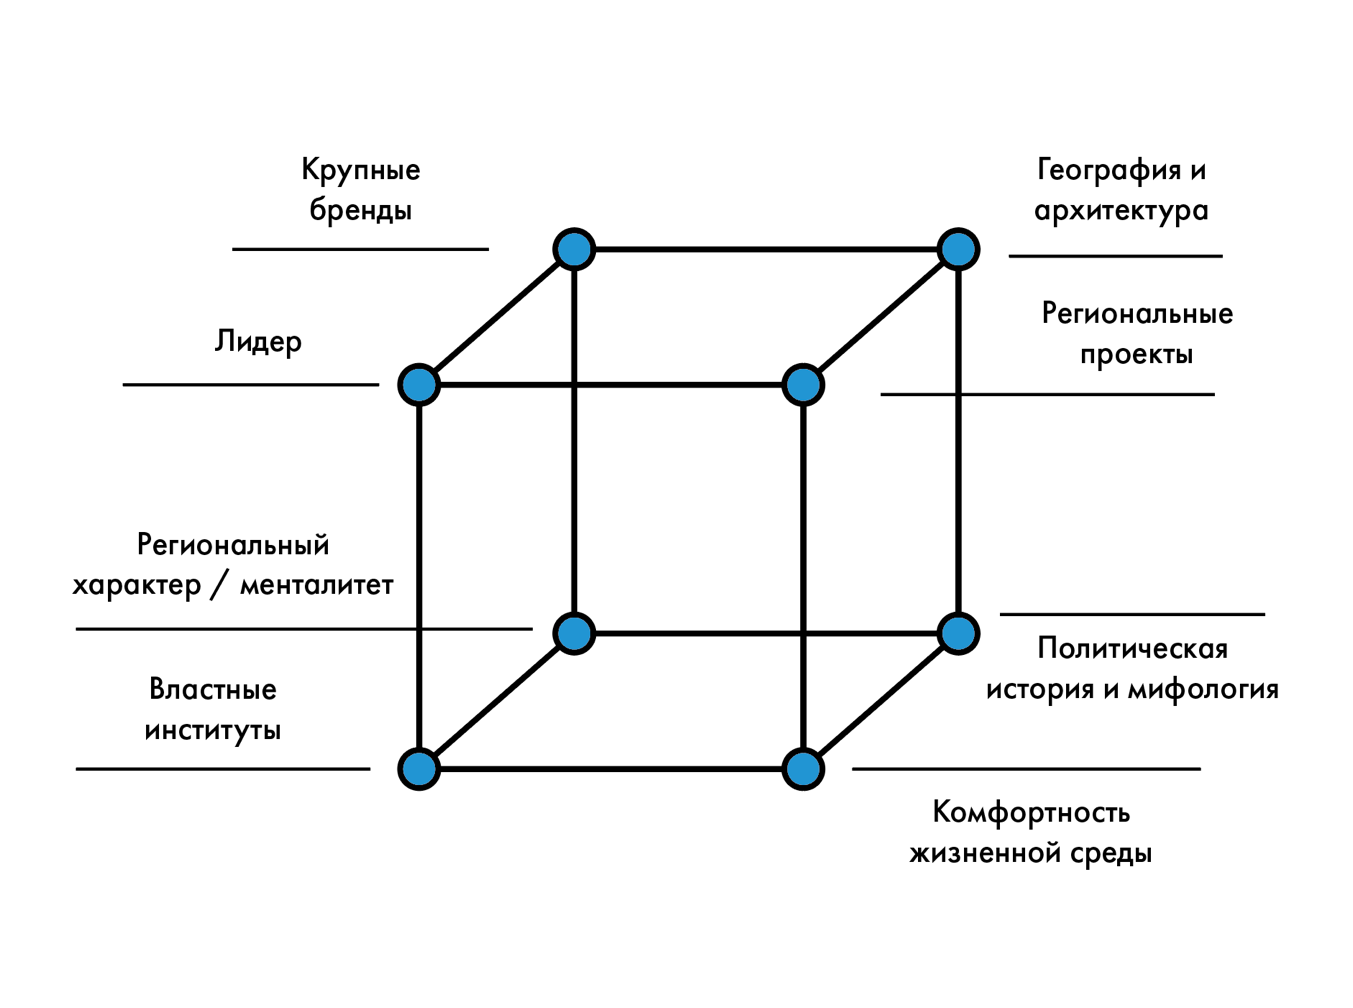 Крупные
бренды
География и
архитектура
Лидер
Региональные
проекты
Региональный
характер / менталитет
Властные
институты
Политическая
история и мифология
Комфортность
жизненной среды